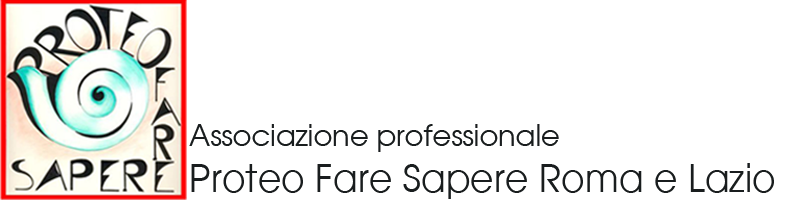 PROTEO
FARE
SAPERE
Associazione professionale
Proteo Fare Sapere Roma e Lazio